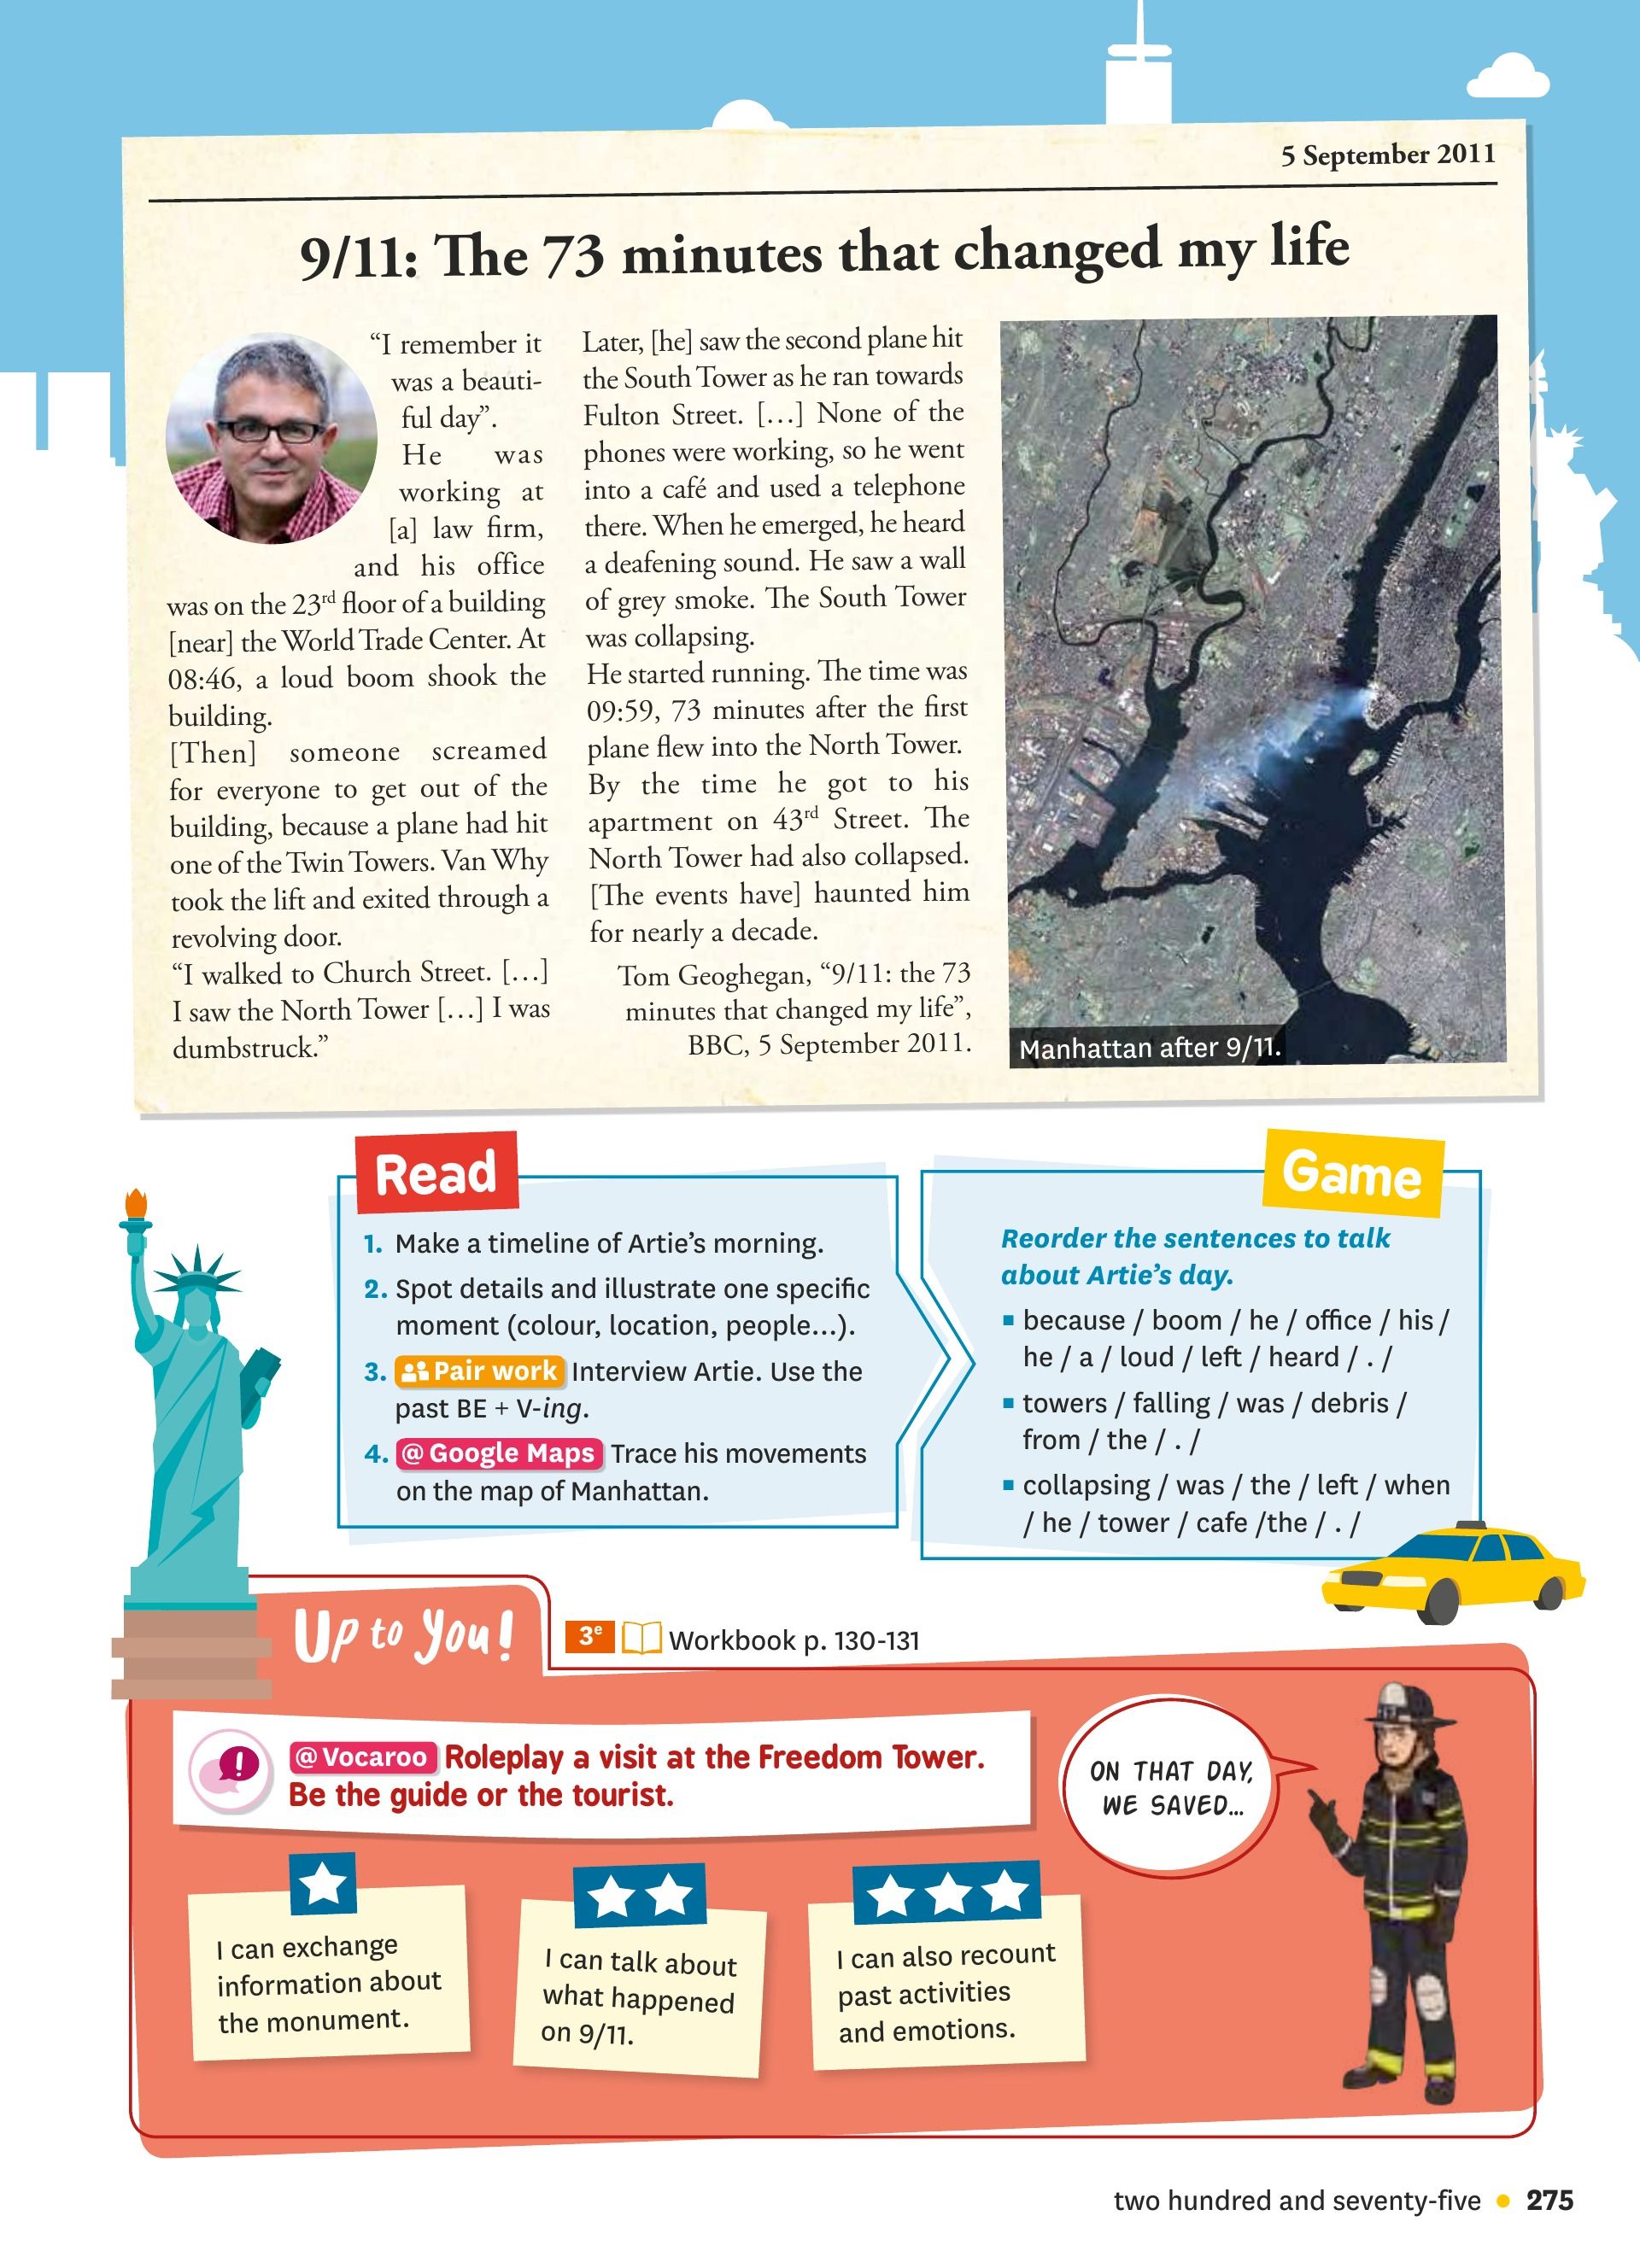 5 September 2011
9/11: The 73 minutes that changed my life
“I remember it
was a beauti-
ful day”.
He was
working at
[a] law firm,
and his office
was on the 23rd floor of a building
[near] the World Trade Center. At
08:46, a loud boom shook the
building.
[Then] someone screamed
for everyone to get out of the
building, because a plane had hit
one of the Twin Towers. Van Why
took the lift and exited through a
revolving door.
“I walked to Church Street. […]
I saw the North Tower […] I was
dumbstruck.”
Later, [he] saw the second plane hit
the South Tower as he ran towards
Fulton Street. […] None of the
phones were working, so he went
into a café and used a telephone
there. When he emerged, he heard
a deafening sound. He saw a wall
of grey smoke. The South Tower
was collapsing.
He started running. The time was
09:59, 73 minutes after the first
plane flew into the North Tower.
By the time he got to his
apartment on 43rd Street. The
North Tower had also collapsed.
[The events have] haunted him
for nearly a decade.
Tom Geoghegan, “9/11: the 73
minutes that changed my life”,
BBC, 5 September 2011.
Manhattan after 9/11.
Read
1. Make a timeline of Artie’s morning.
2. Spot details and illustrate one specific
moment (colour, location, people…).
3. Pair work Interview Artie. Use the
past BE + V-ing.
4. @ Google Maps Trace his movements
on the map of Manhattan.
Game
Reorder the sentences to talk
about Artie’s day.
▪ because / boom / he / office / his /
he / a / loud / left / heard / . /
▪ towers / falling / was / debris /
from / the / . /
▪ collapsing / was / the / left / when
/ he / tower / cafe /the / . /
Up to You!
3e Workbook p. 130-131
! @ Vocaroo Roleplay a visit at the Freedom Tower.
Be the guide or the tourist.
ON THAT DAY,
WE SAVED…
I can exchange
information about
the monument.
I can talk about
what happened
on 9/11.
I can also recount
past activities
and emotions.
two hundred and seventy-five • 275